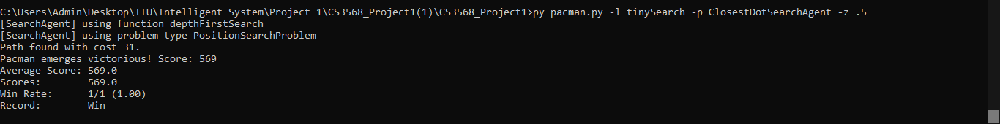 C:\Users\Admin\Desktop\TTU\Intelligent System\Project 1\CS3568_Project1(1)\CS3568_Project1>py pacman.py -l tinySearch -p ClosestDotSearchAgent -z .5
[SearchAgent] using function depthFirstSearch
[SearchAgent] using problem type PositionSearchProblem
Path found with cost 31.
Pacman emerges victorious! Score: 569
Average Score: 569.0
Scores:        569.0
Win Rate:      1/1 (1.00)
Record:        Win